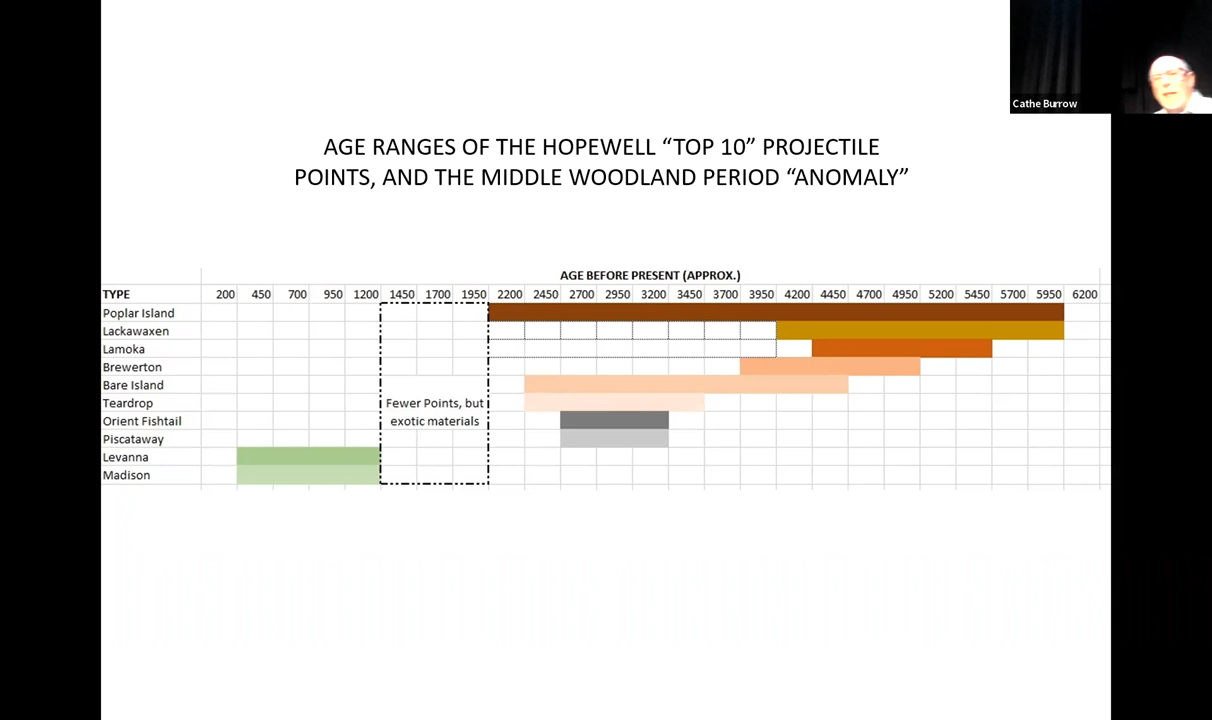 Cathe Burrow
AGE RANGES OF THE HOPEWELL “TOP 10” PROJECTILE
POINTS, AND THE MIDDLE WOODLAND PERIOD “ANOMALY”
AGE BEFORE PRESENT (APPROX.)
TYPE 200 450 700 950 1200 1450 1700 1950 2200 2450 2700 2950 3200 3450 3700 3950 4200 4450 4700 4950 5200 5450 5700 5950 6200
Poplar Island
Lackawaxen
Lamoka
Brewerton
Bare Island
Teardrop
Fewer Points, but
Orient Fishtail
exotic materials
Piscataway
Levanna
Madison